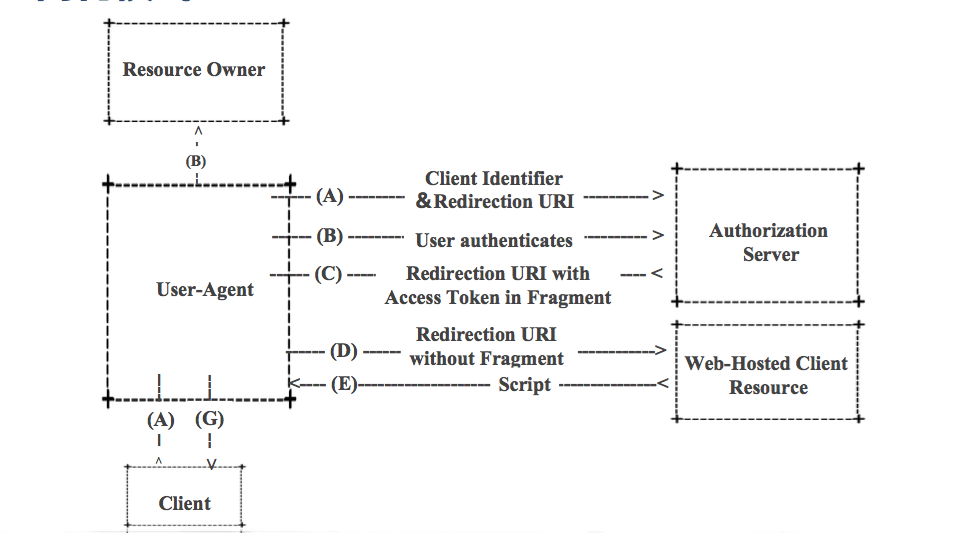 Resource Owner
(B)
(A) Client Identifier
&Redirection URI
(B) User authenticates
(C) Redirection URI with
Access Token in Fragment
User-Agent
Authorization
Server
(D) Redirection URI
without Fragment
(E) Script
Web-Hosted Client
Resource
(A) (G)
Client